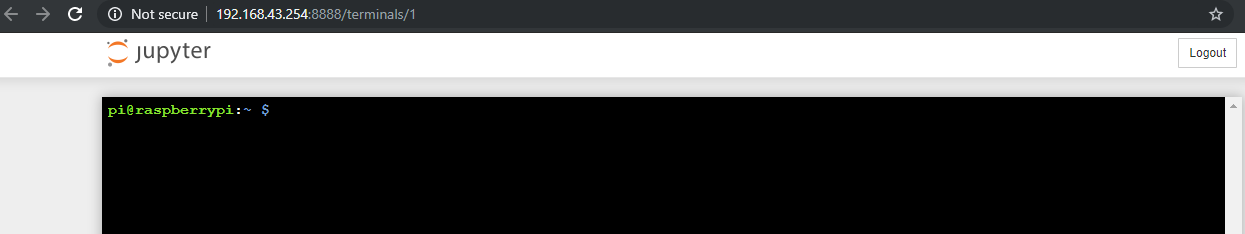 Not secure | 192.168.43.254:8888/terminals/1
jupyter
Logout
pi@raspberrypi:~ $